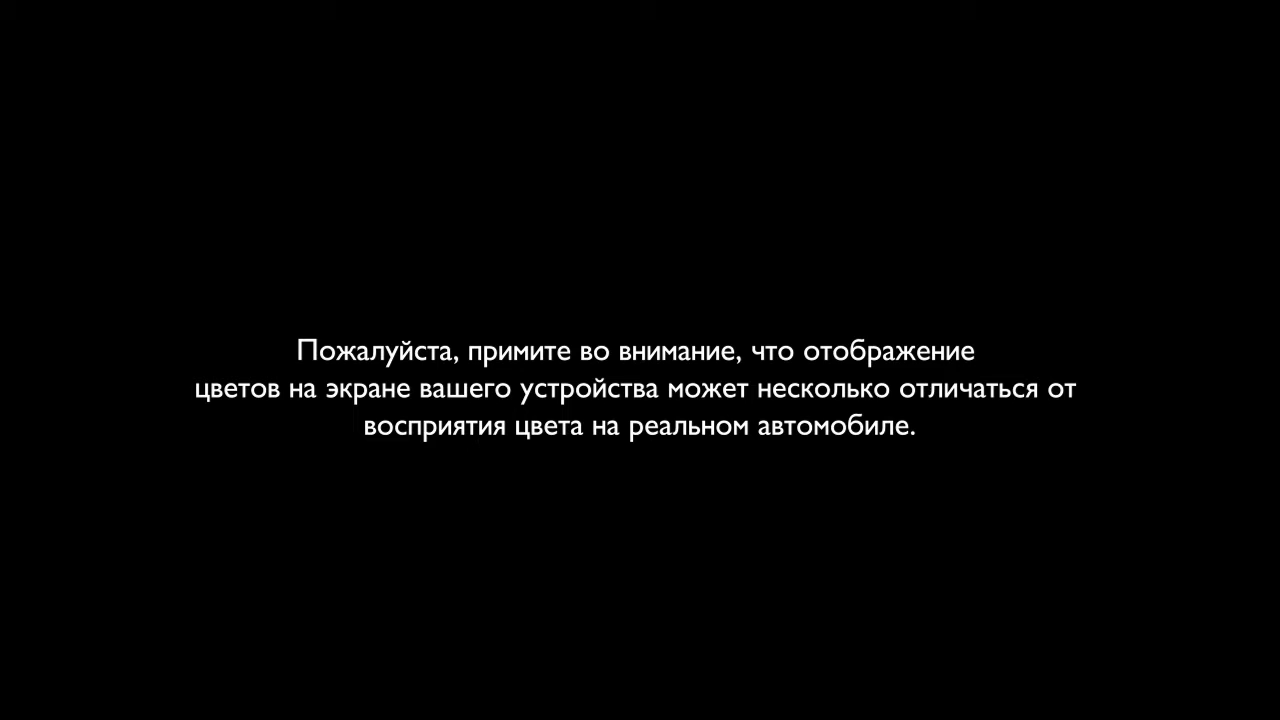 Пожалуйста, примите во внимание, что отображение
цветов на экране вашего устройства может несколько отличаться от
восприятия цвета на реальном автомобиле.